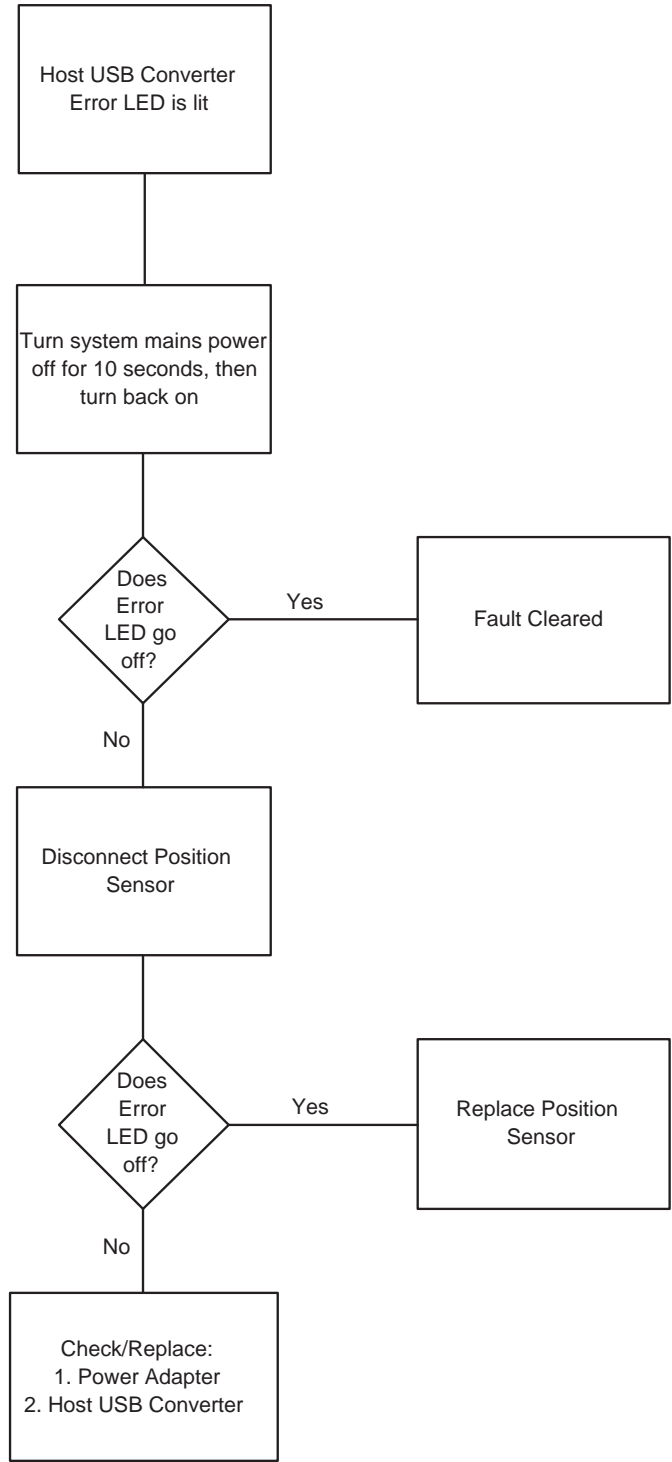 Host USB Converter
Error LED is lit
Turn system mains power
off for 10 seconds, then
turn back on
Does
Error
LED go
off?
Yes
Fault Cleared
No
Disconnect Position
Sensor
Does
Error
LED go
off?
Yes
Replace Position
Sensor
No
Check/Replace:
1. Power Adapter
2. Host USB Converter